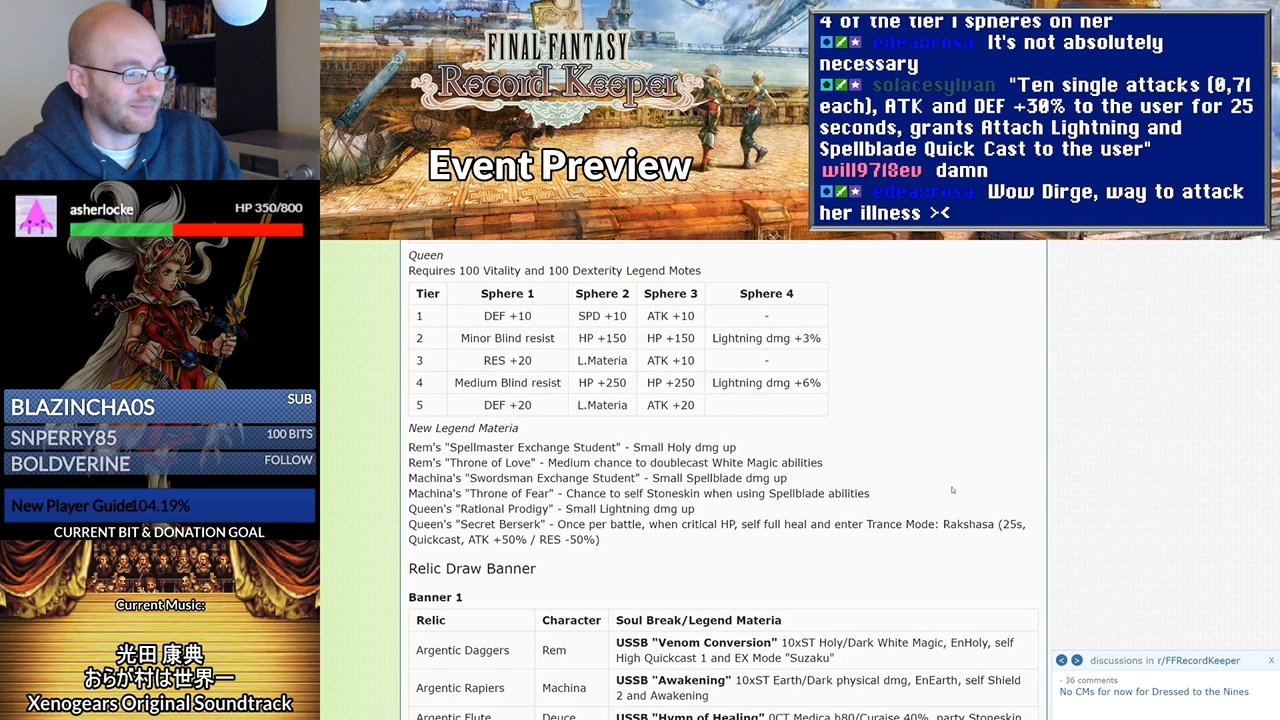 FINAL FANTASY
Record Keeper
Event Preview
4 of the tier 1 spheres on her
edeaxrosa It's not absolutely
necessary
solacesylvan "Ten single attacks (0,71
each), ATK and DEF +30% to the user for 25
seconds, grants Attach Lightning and
Spellblade Quick Cast to the user"
will9718ev damn
edeaxrosa Wow Dirge, way to attack
her illness ><
asherlocke HP 350/800
BLAZINCHA0S SUB
SNPERRY85 100 BITS
BOLDVERINE FOLLOW
New Player Guide 104.19%
CURRENT BIT & DONATION GOAL
Current Music:
光田 康典
おらが村は世界一
Xenogears Original Soundtrack
Queen
Requires 100 Vitality and 100 Dexterity Legend Motes
Tier Sphere 1 Sphere 2 Sphere 3 Sphere 4
1 DEF +10 SPD +10 ATK +10 -
2 Minor Blind resist HP +150 HP +150 Lightning dmg +3%
3 RES +20 L.Materia ATK +10 -
4 Medium Blind resist HP +250 HP +250 Lightning dmg +6%
5 DEF +20 L.Materia ATK +20
New Legend Materia
Rem's "Spellmaster Exchange Student" - Small Holy dmg up
Rem's "Throne of Love" - Medium chance to doublecast White Magic abilities
Machina's "Swordsman Exchange Student" - Small Spellblade dmg up
Machina's "Throne of Fear" - Chance to self Stoneskin when using Spellblade abilities
Queen's "Rational Prodigy" - Small Lightning dmg up
Queen's "Secret Berserk" - Once per battle, when critical HP, self full heal and enter Trance Mode: Rakshasa (25s,
Quickcast, ATK +50% / RES -50%)
Relic Draw Banner
Banner 1
Relic Character Soul Break/Legend Materia
Argentic Daggers Rem USSB "Venom Conversion" 10xST Holy/Dark White Magic, EnHoly, self
High Quickcast 1 and EX Mode "Suzaku"
Argentic Rapiers Machina USSB "Awakening" 10xST Earth/Dark physical dmg, EnEarth, self Shield
2 and Awakening
Argentic Flute Deuce USSB "Hymn of Healing" 0CT Medica h80/Curaise 40%, party Stoneskin
discussions in r/FFRecordKeeper X
· 36 comments
No CMs for now for Dressed to the Nines